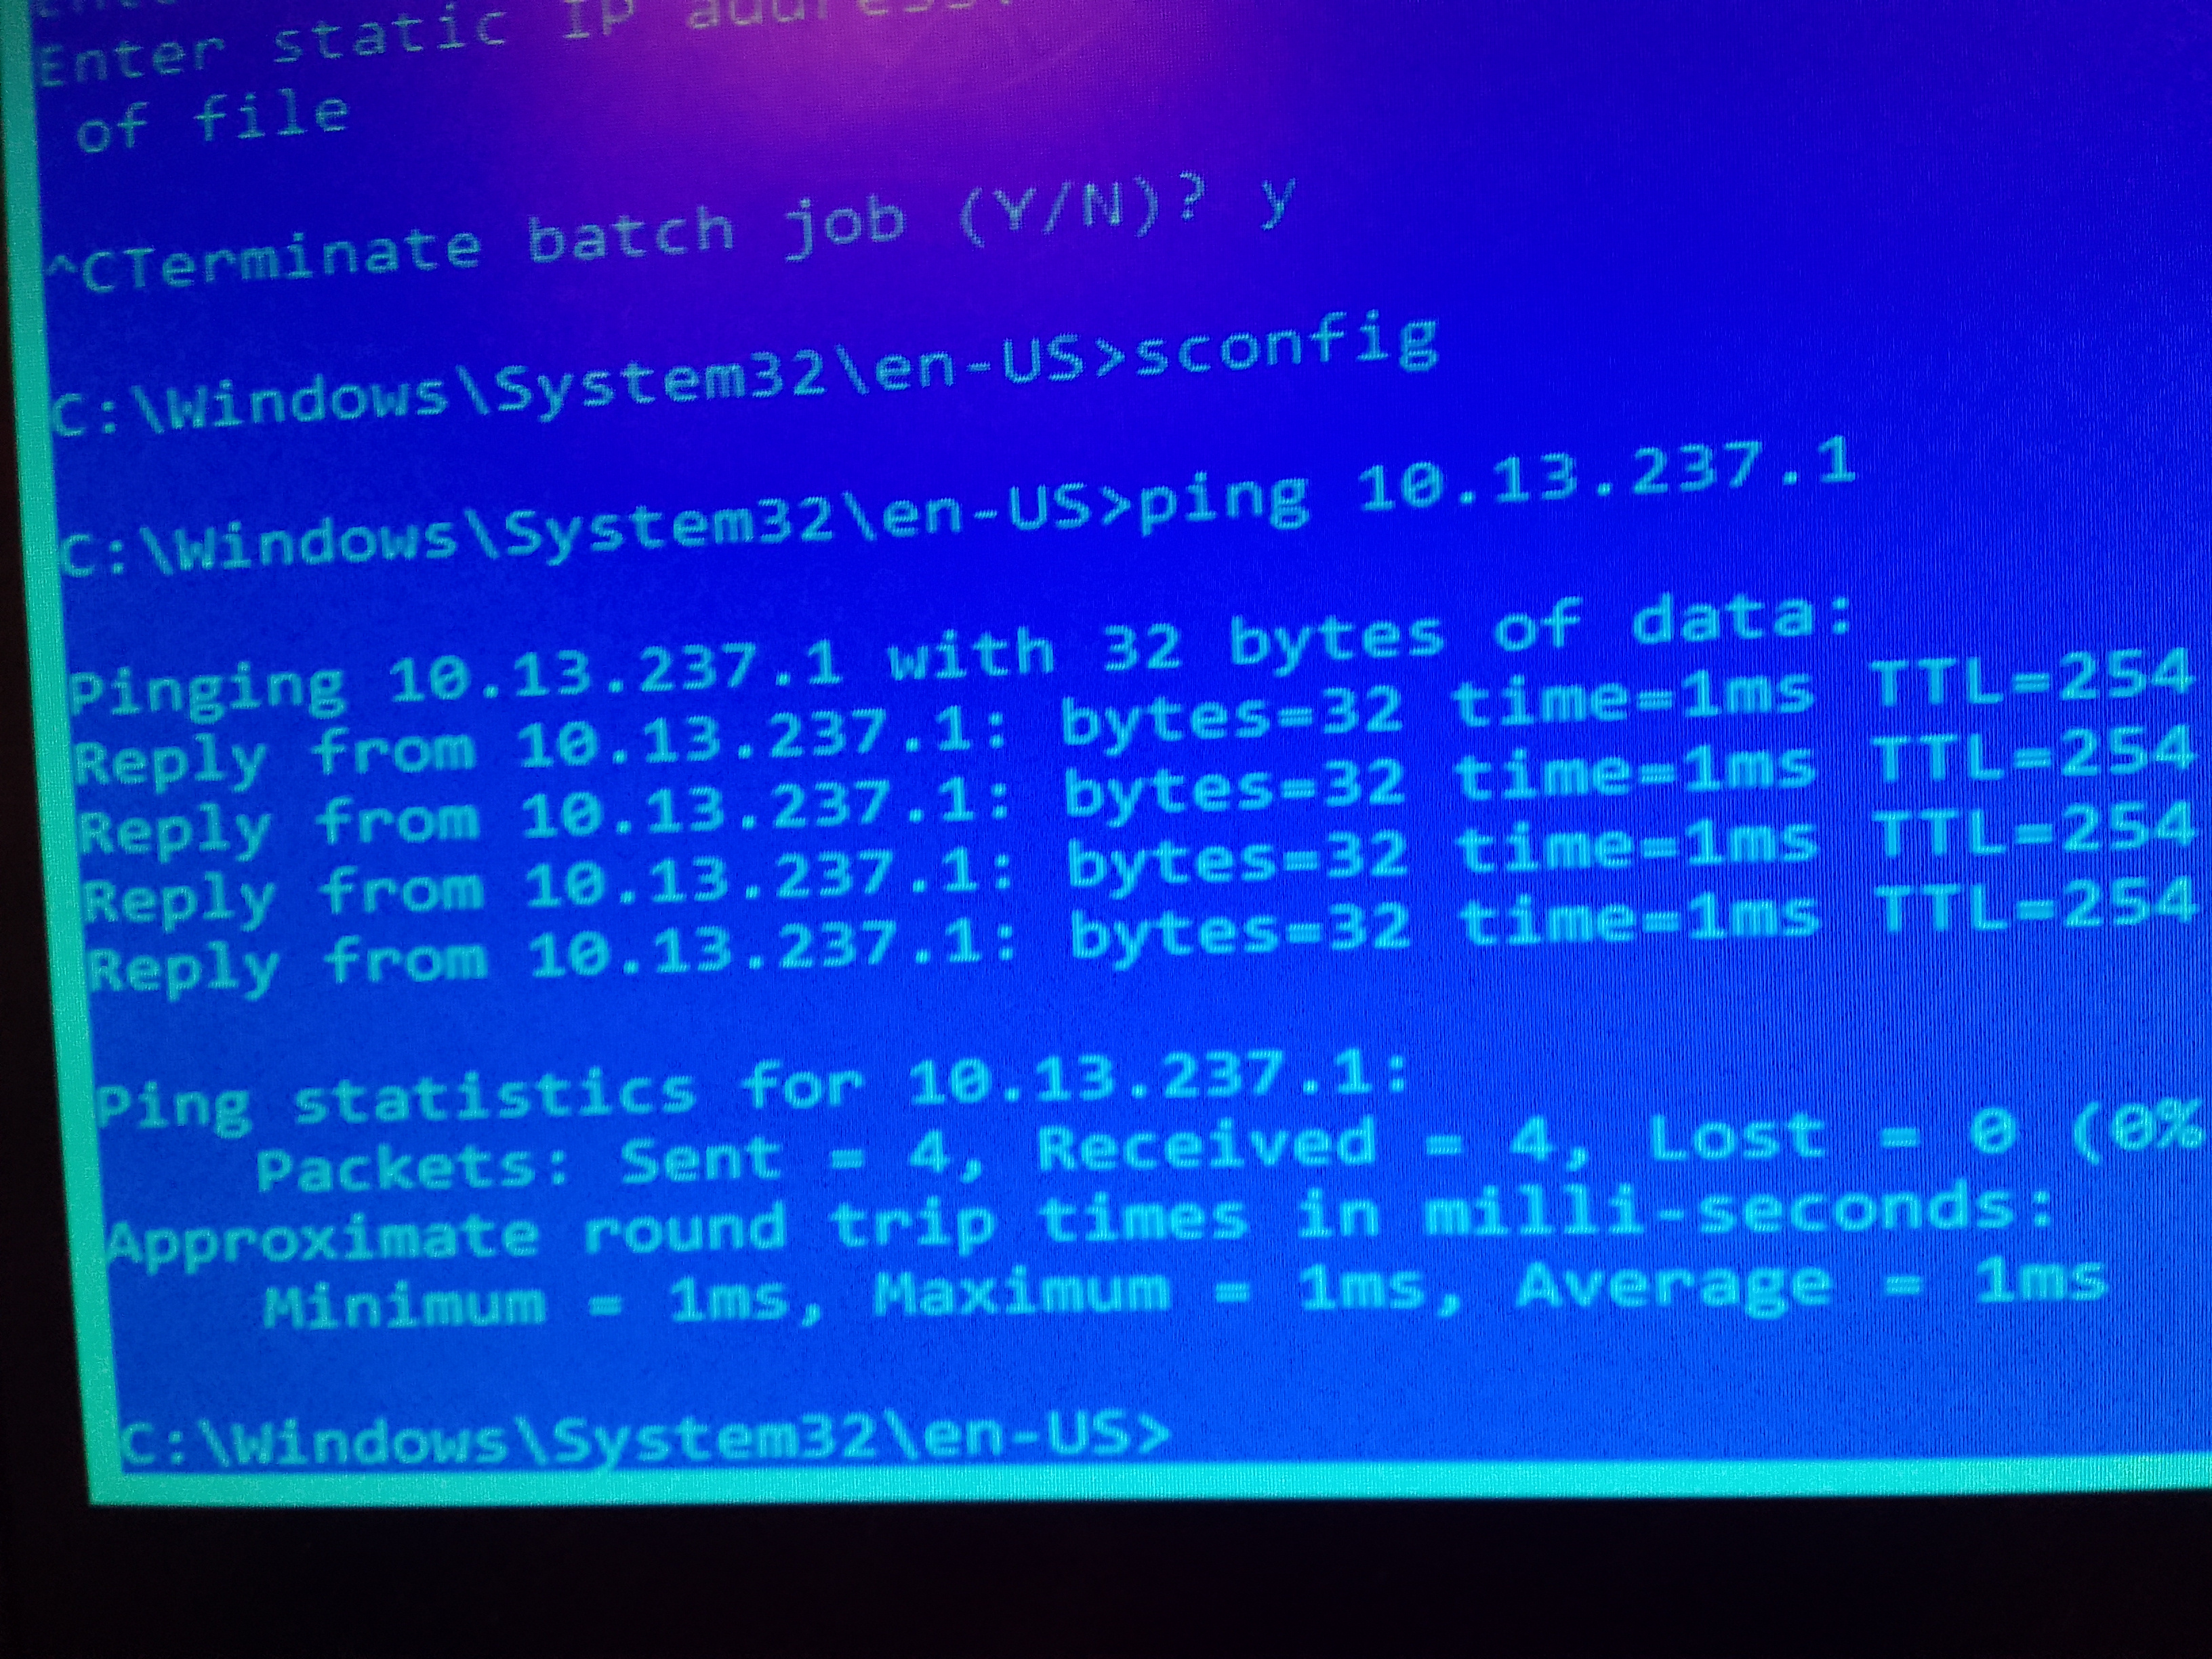 Enter static IP address
 of file
^CTerminate batch job (Y/N)? y
C:\Windows\System32\en-US>sconfig
C:\Windows\System32\en-US>ping 10.13.237.1
Pinging 10.13.237.1 with 32 bytes of data:
Reply from 10.13.237.1: bytes=32 time=1ms TTL=254
Reply from 10.13.237.1: bytes=32 time=1ms TTL=254
Reply from 10.13.237.1: bytes=32 time=1ms TTL=254
Reply from 10.13.237.1: bytes=32 time=1ms TTL=254
Ping statistics for 10.13.237.1:
    Packets: Sent = 4, Received = 4, Lost = 0 (0%
Approximate round trip times in milli-seconds:
    Minimum = 1ms, Maximum = 1ms, Average = 1ms
C:\Windows\System32\en-US>